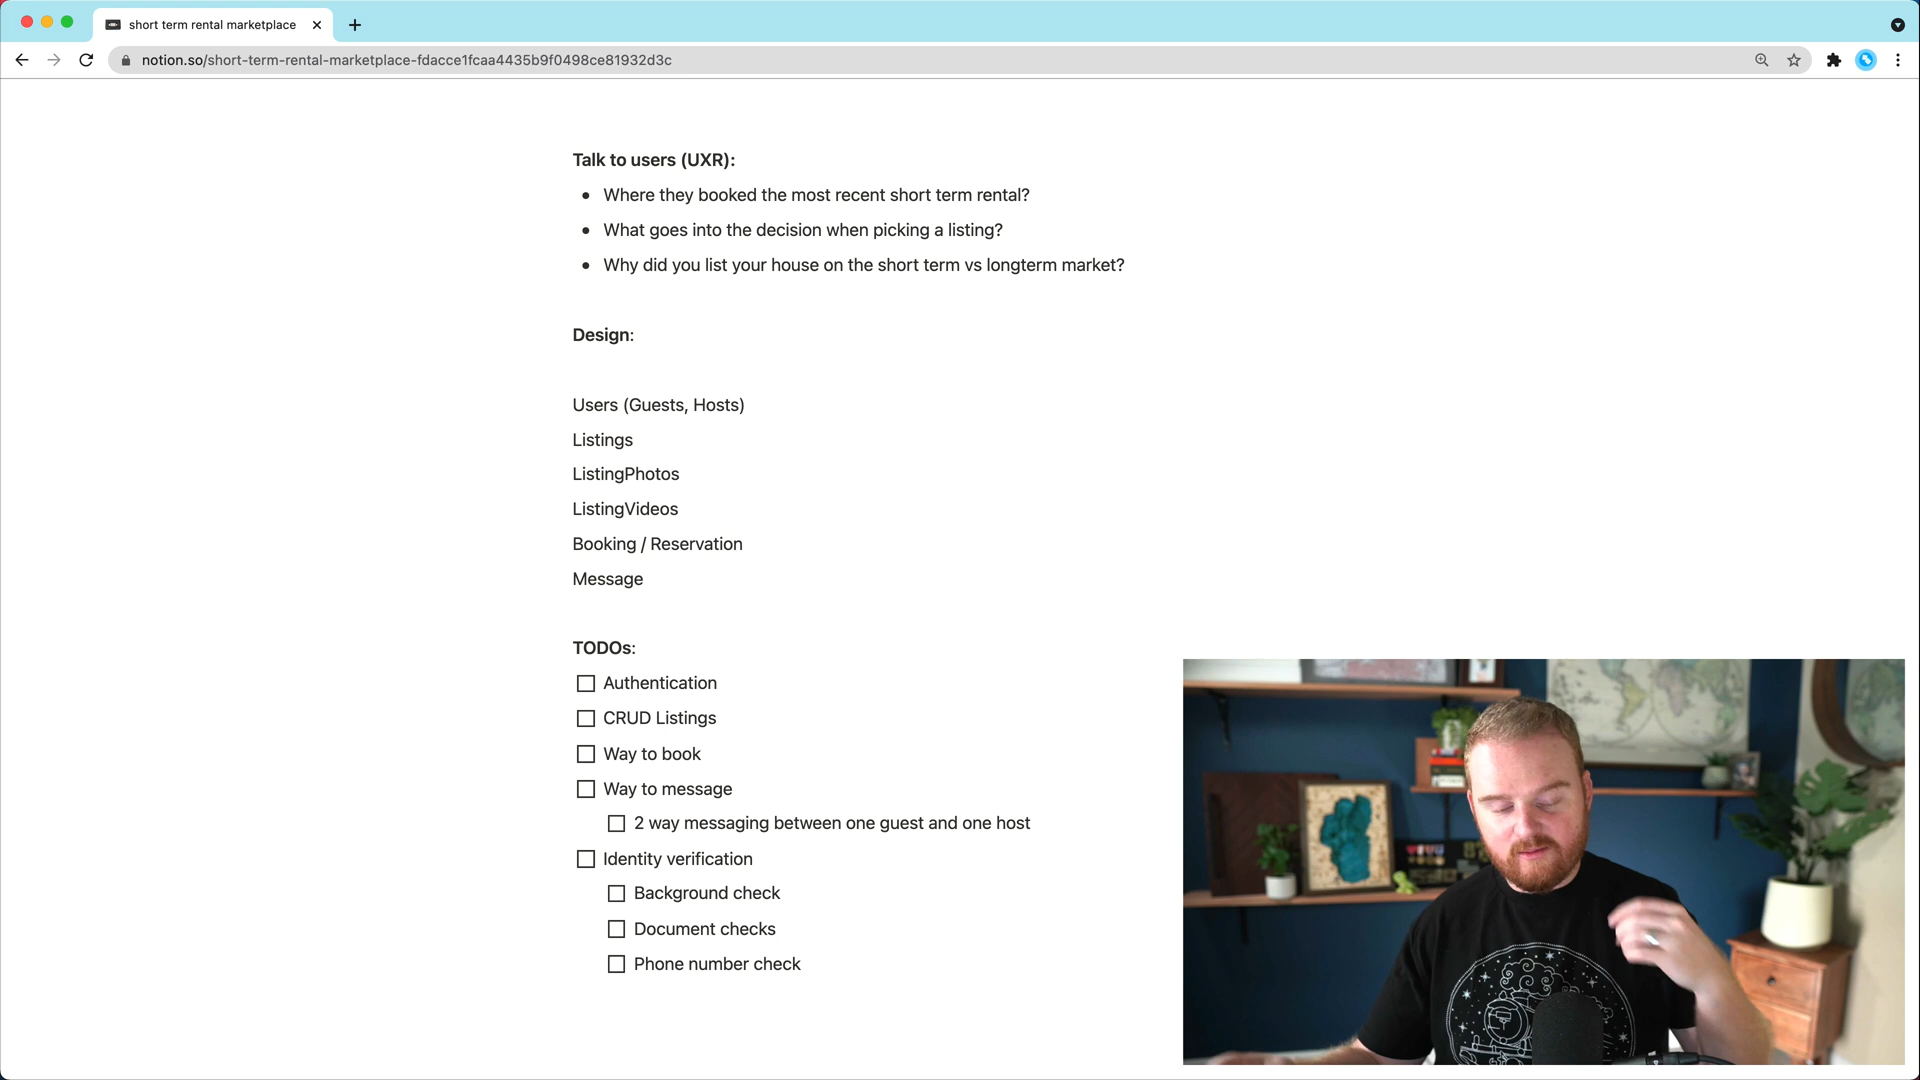 short term rental marketplace
notion.so/short-term-rental-marketplace-fdacce1fcaa4435b9f0498ce81932d3c
Talk to users (UXR):
Where they booked the most recent short term rental?
What goes into the decision when picking a listing?
Why did you list your house on the short term vs longterm market?
Design:
Users (Guests, Hosts)
Listings
ListingPhotos
ListingVideos
Booking / Reservation
Message
TODOs:
Authentication
CRUD Listings
Way to book
Way to message
2 way messaging between one guest and one host
Identity verification
Background check
Document checks
Phone number check